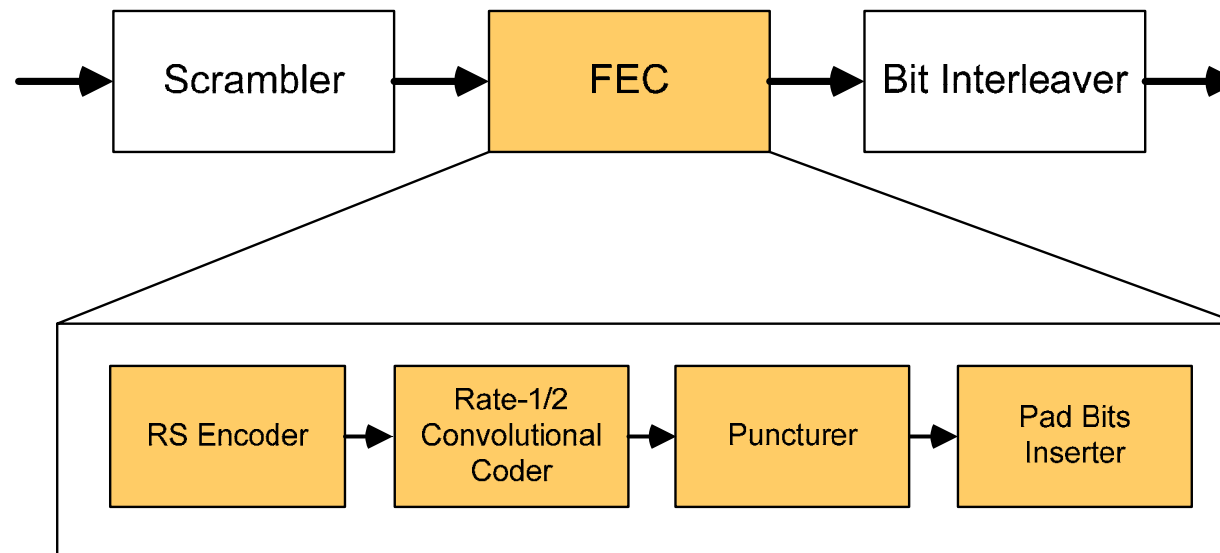 Scrambler
FEC
Bit Interleaver
RS Encoder
Rate-1/2
Convolutional
Coder
Puncturer
Pad Bits
Inserter